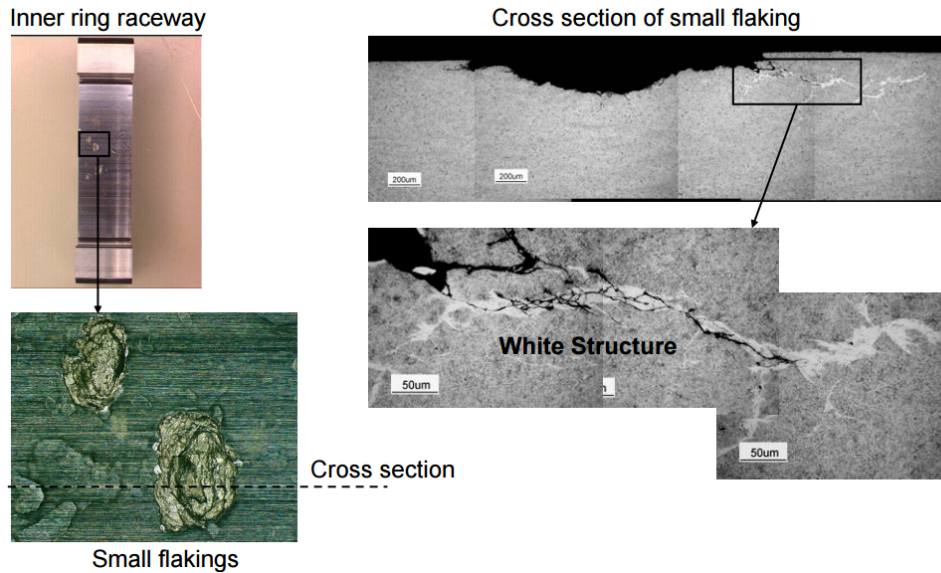 Inner ring raceway
Cross section of small flaking
200um
200um
White Structure
50um
50um
Cross section
Small flakings